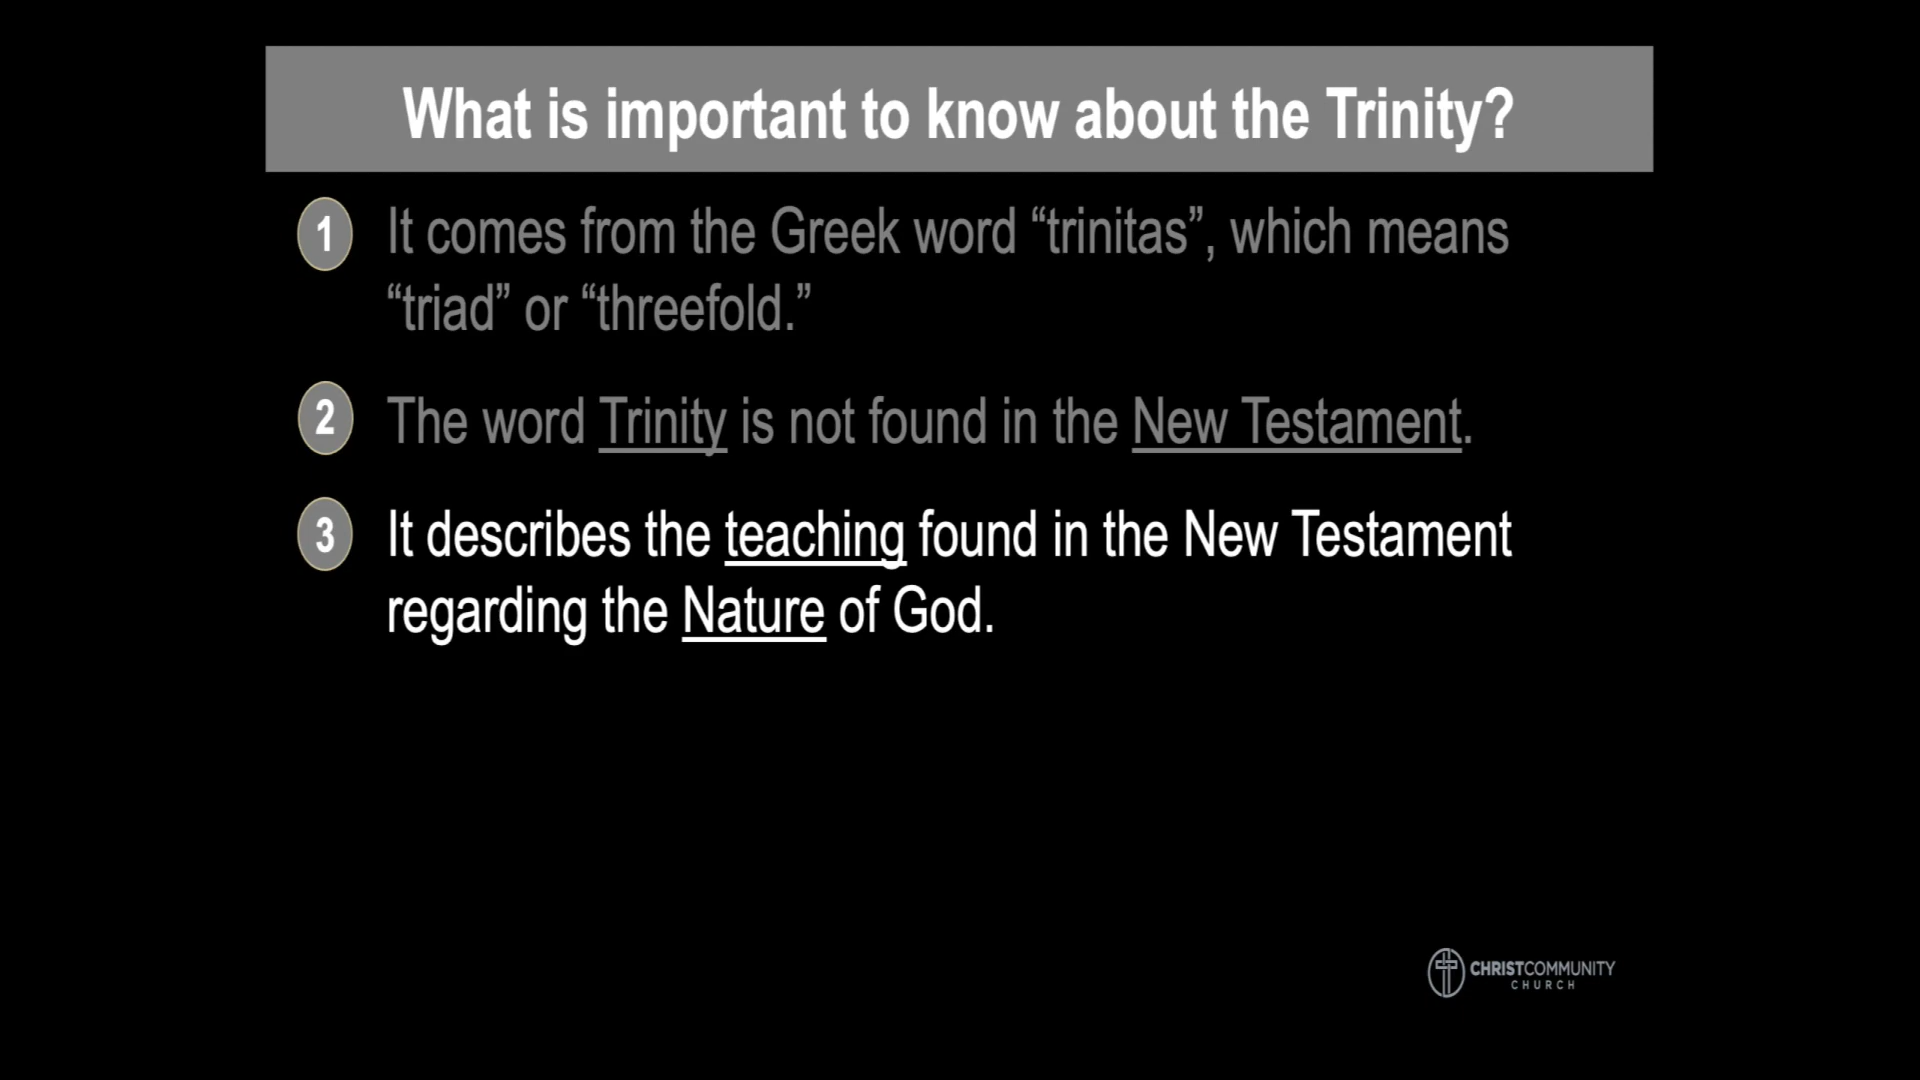 What is important to know about the Trinity?
1 It comes from the Greek word “trinitas”, which means
“triad” or “threefold.”
2 The word Trinity is not found in the New Testament.
3 It describes the teaching found in the New Testament
regarding the Nature of God.
CHRISTCOMMUNITY
CHURCH